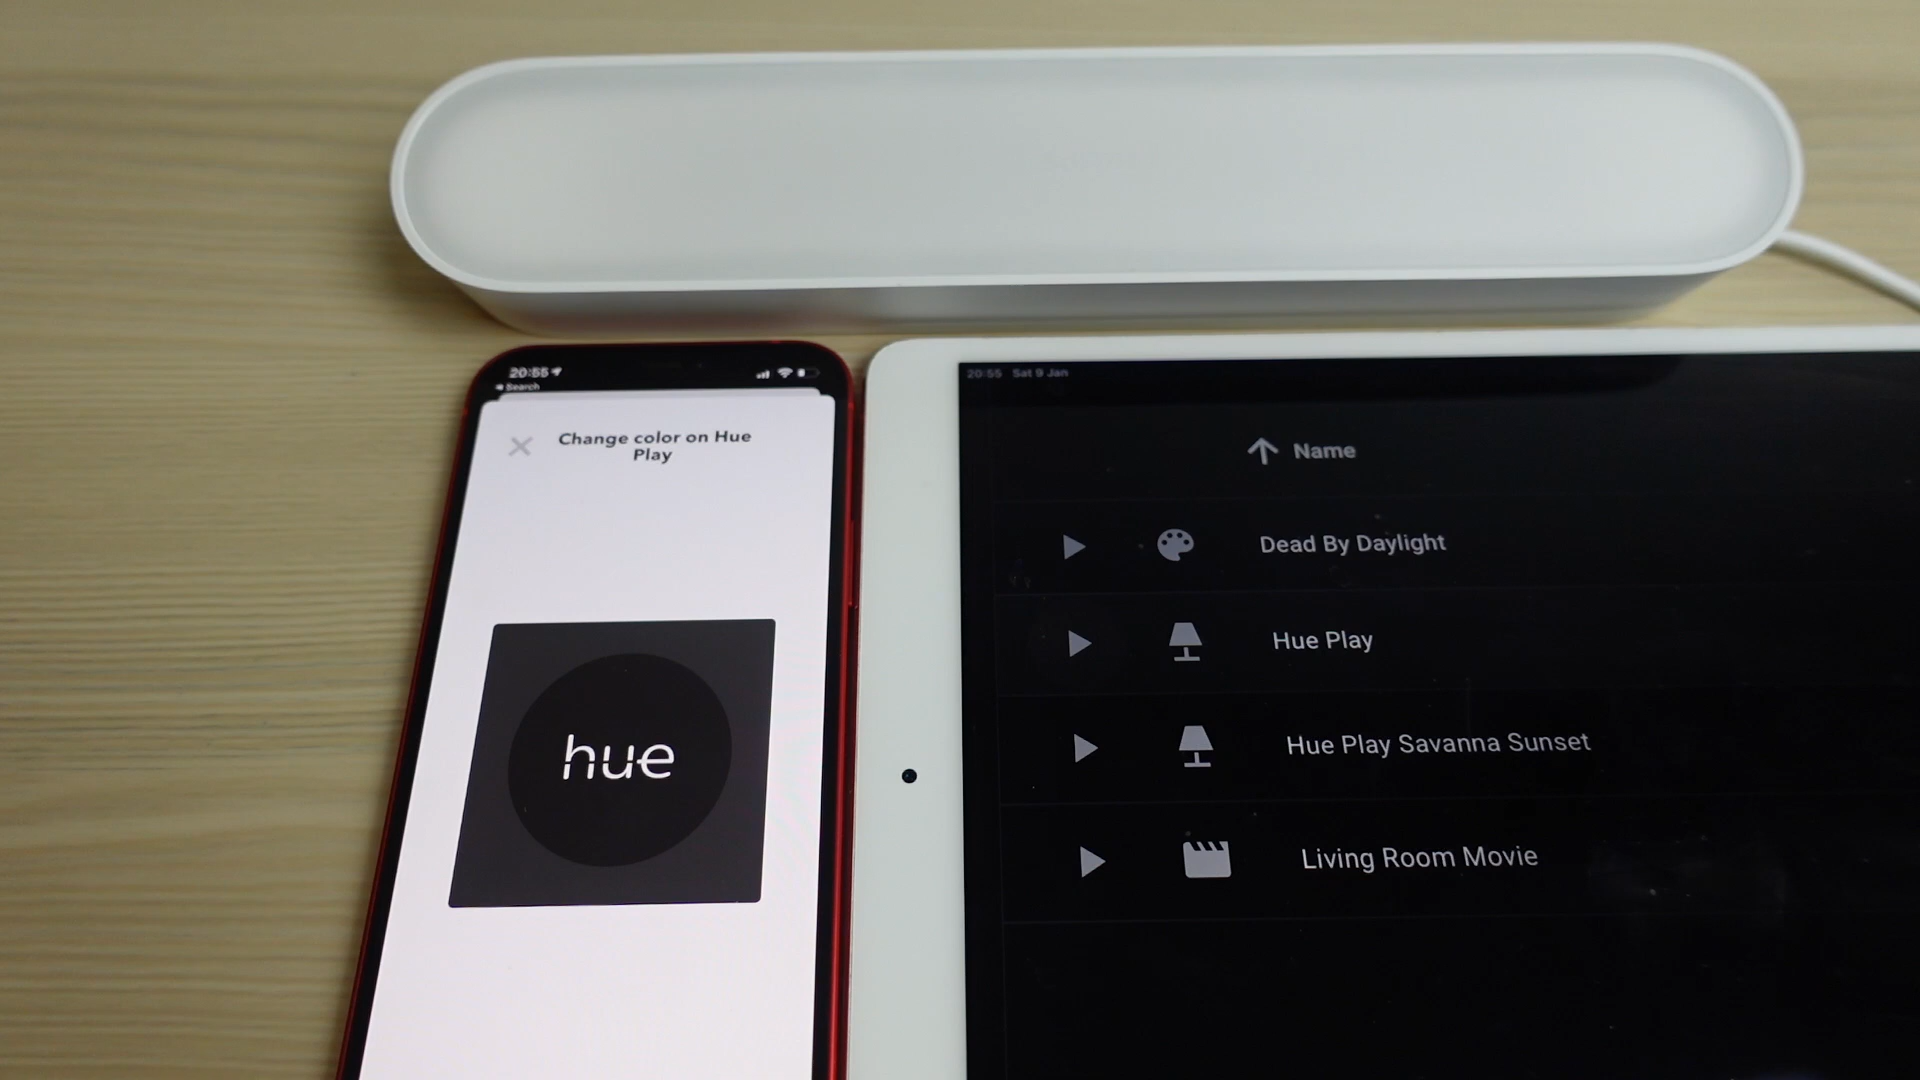 20:55
Search
Change color on Hue
Play
hue
20:55 Sat 9 Jan
Name
Dead By Daylight
Hue Play
Hue Play Savanna Sunset
Living Room Movie